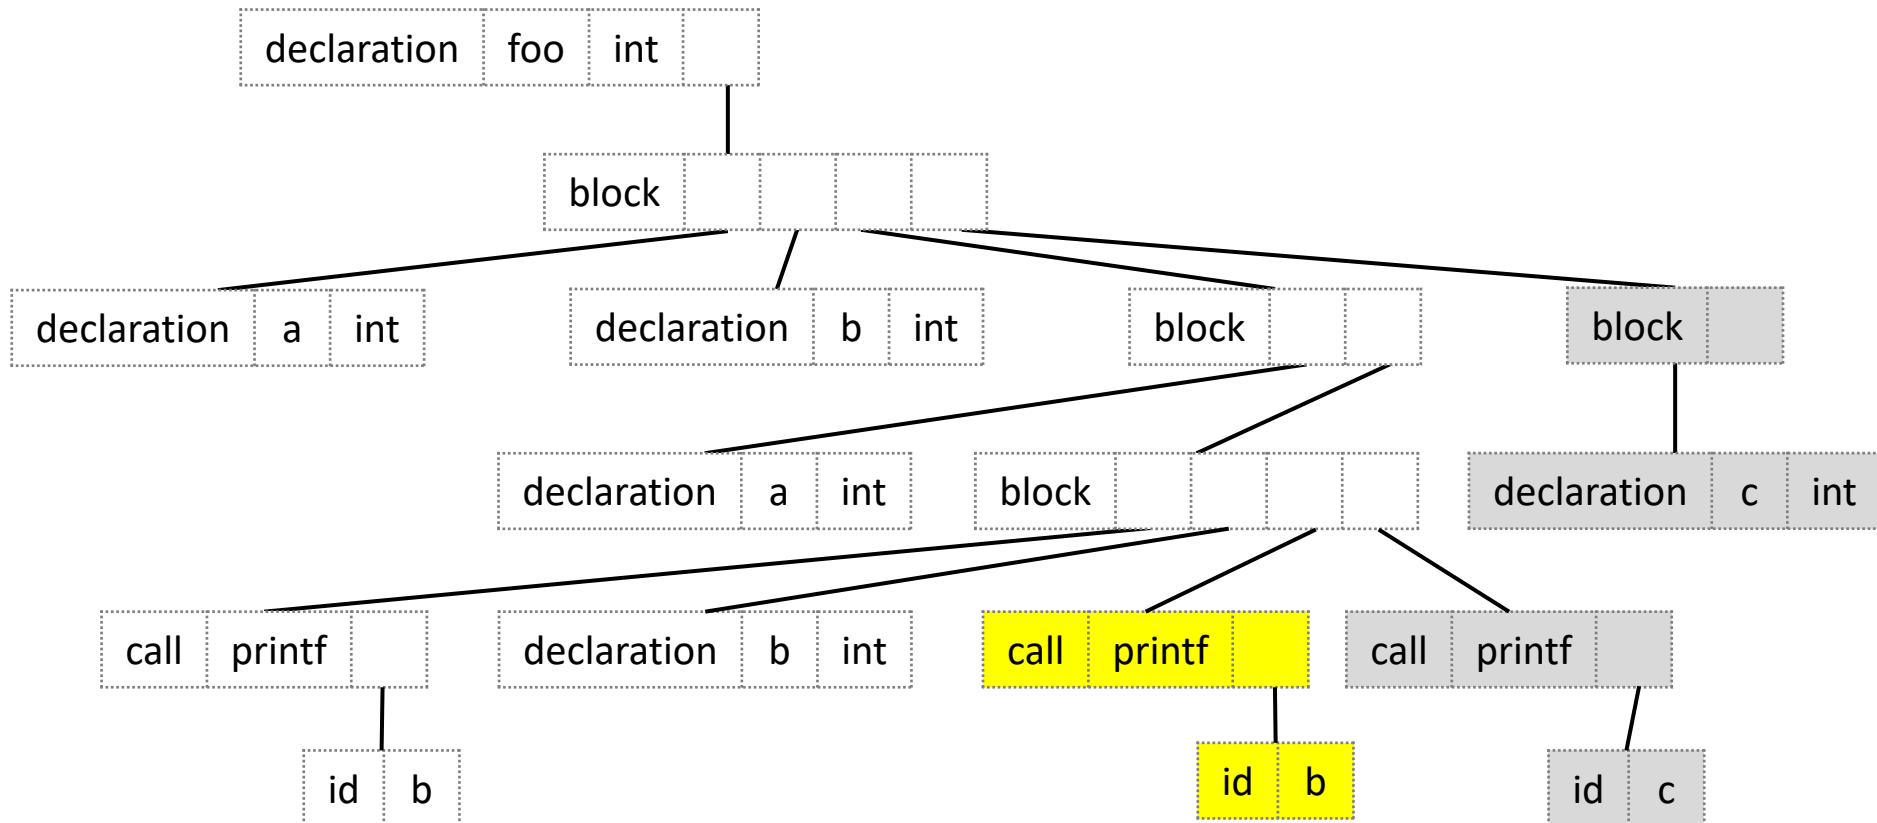 declaration foo int
block
declaration a int declaration b int block block
declaration a int block declaration c int
call printf declaration b int call printf call printf
id b id b id c